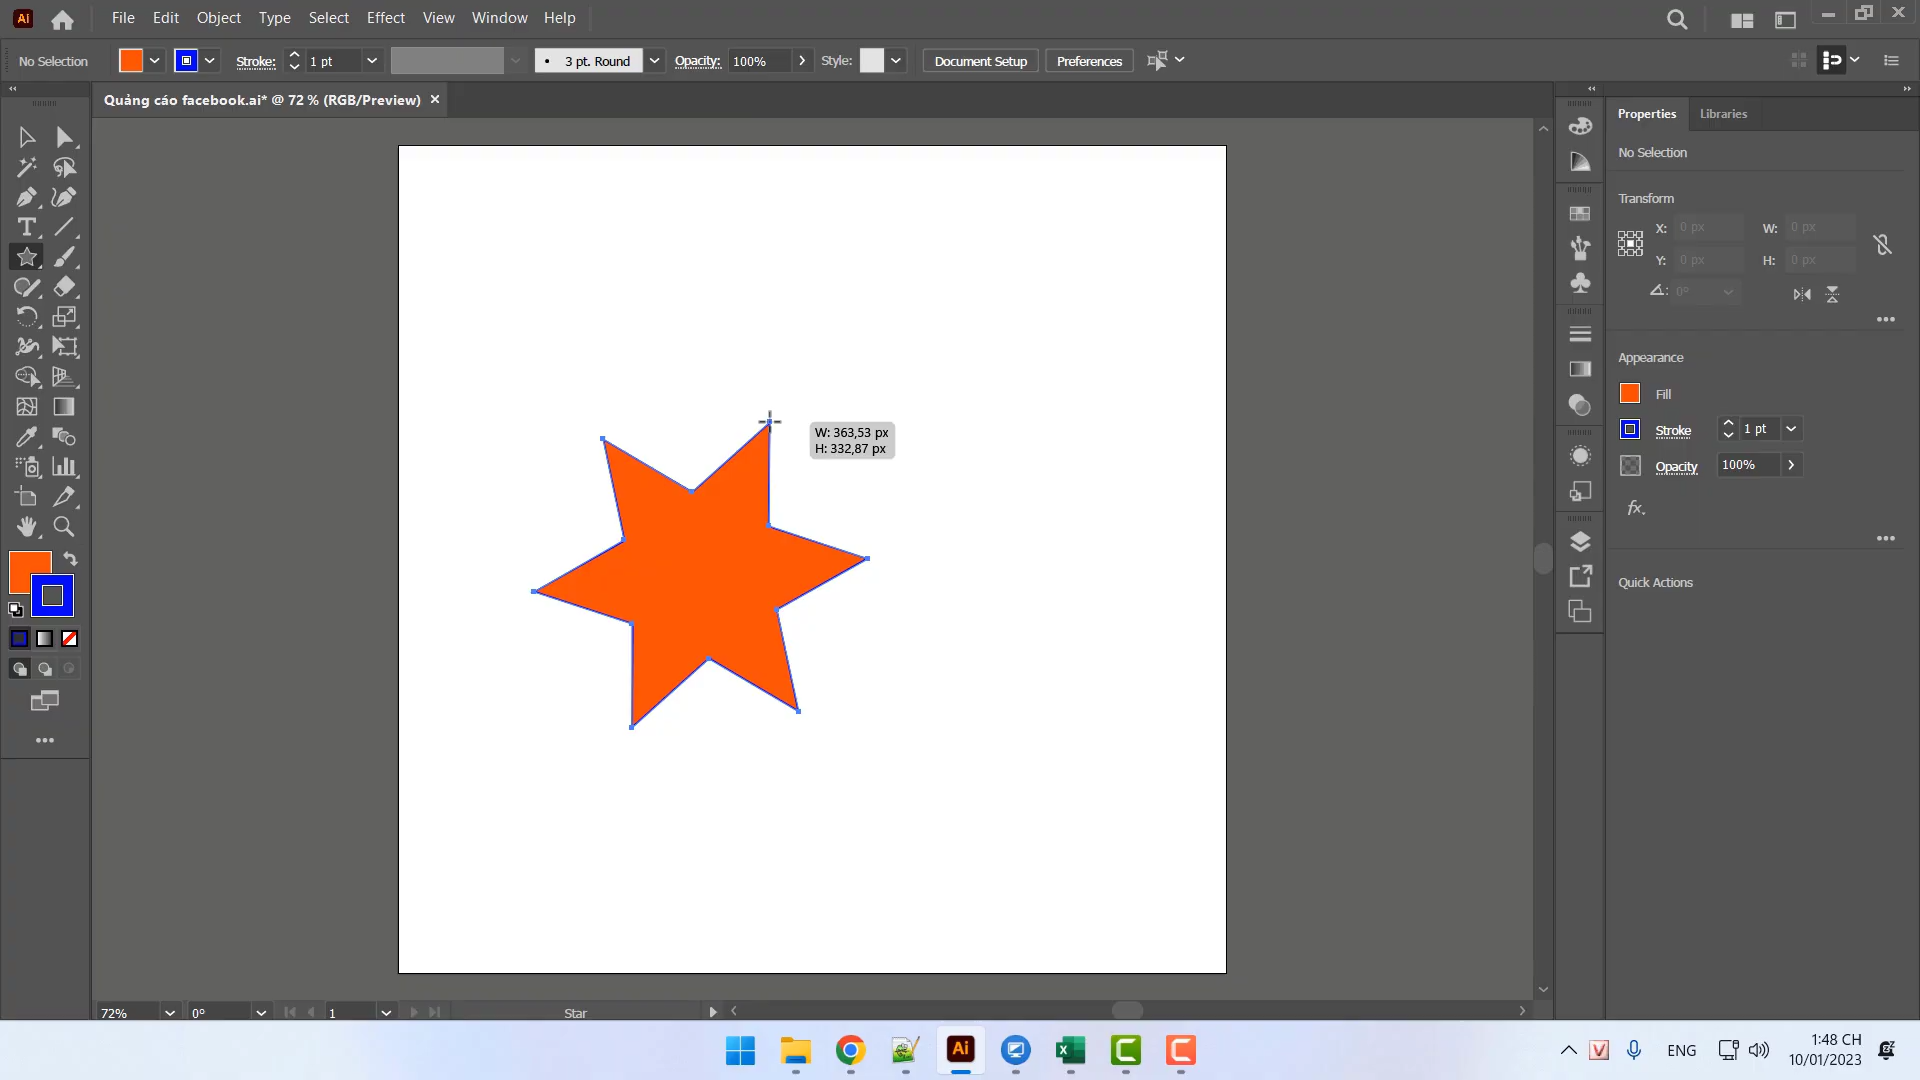 Ai File Edit Object Type Select Effect View Window Help
No Selection Stroke: 1 pt 3 pt. Round Opacity: 100% Style: Document Setup Preferences
Quảng cáo facebook.ai* @ 72 % (RGB/Preview) ×
Properties Libraries
No Selection
Transform
X: 0 px W: 0 px
Y: 0 px H: 0 px
0°
Appearance
Fill
Stroke 1 pt
Opacity 100%
fx.
Quick Actions
W: 363,53 px
H: 332,87 px
72% 0° 1 Star
Ai
ENG
1:48 CH
10/01/2023